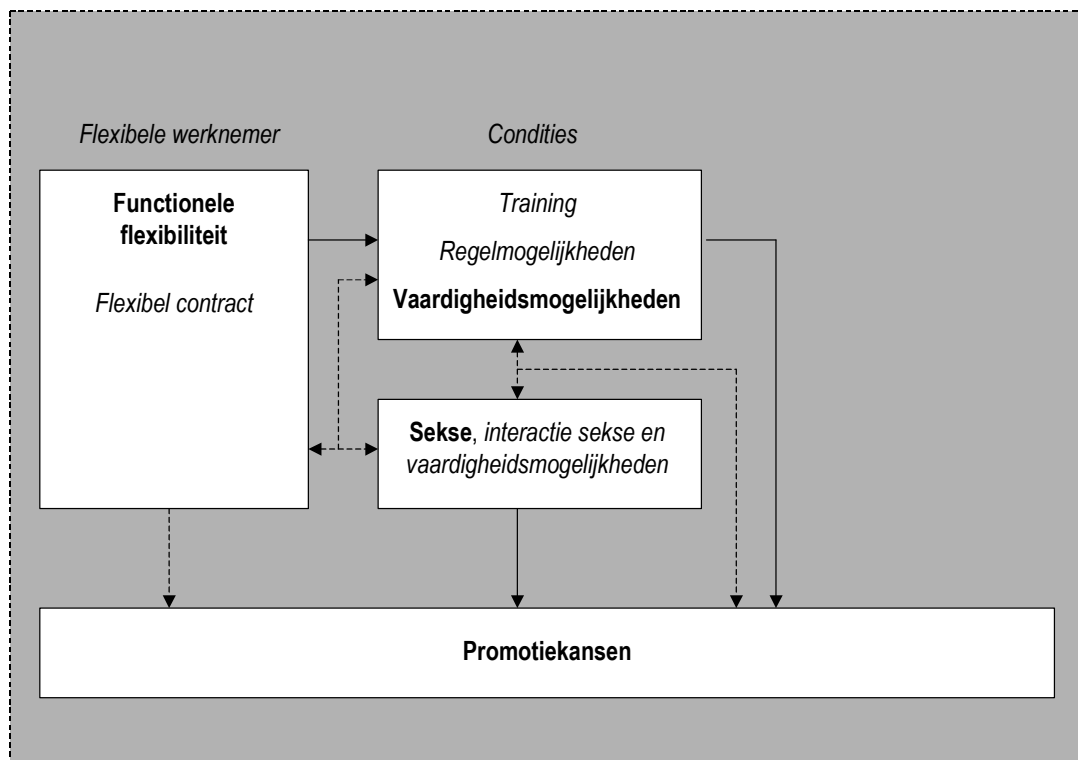 Flexibele werknemer
Condities
Functionele
flexibiliteit
Flexibel contract
Training
Regelmogelijkheden
Vaardigheidsmogelijkheden
Sekse, interactie sekse en
vaardigheidsmogelijkheden
Promotiekansen